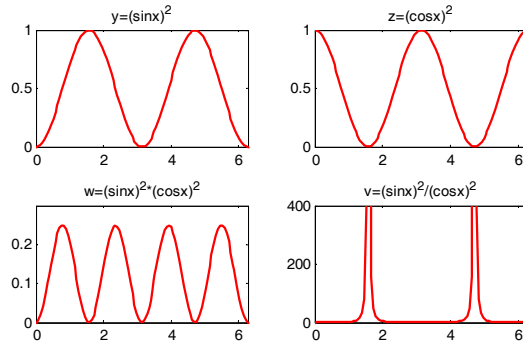 y=(sinx)^2
1
0.5
0
0 2 4 6
z=(cosx)^2
1
0.5
0
0 2 4 6
w=(sinx)^2*(cosx)^2
0.2
0.1
0
0 2 4 6
v=(sinx)^2/(cosx)^2
400
200
0
0 2 4 6